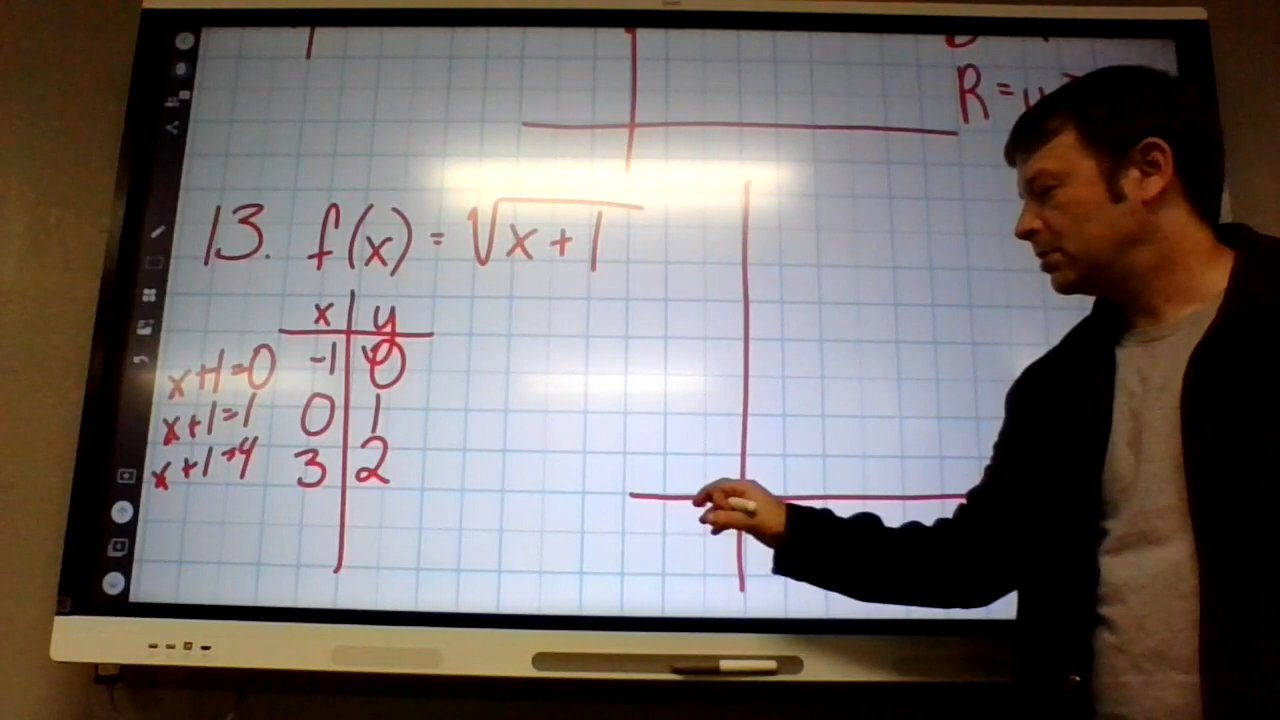 R = y
13. f(x) = √x+1
x y
x+1=0 -1 0
x+1=1 0 1
x+1=4 3 2